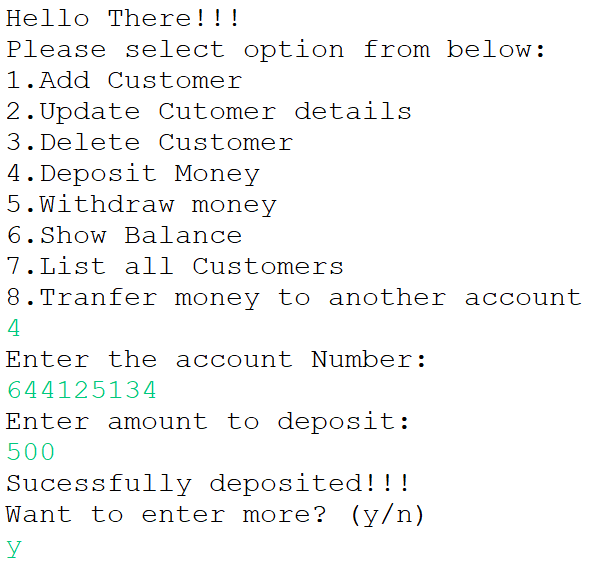 Hello There!!!
Please select option from below:
1.Add Customer
2.Update Cutomer details
3.Delete Customer
4.Deposit Money
5.Withdraw money
6.Show Balance
7.List all Customers
8.Tranfer money to another account
4
Enter the account Number:
644125134
Enter amount to deposit:
500
Sucessfully deposited!!!
Want to enter more? (y/n)
y